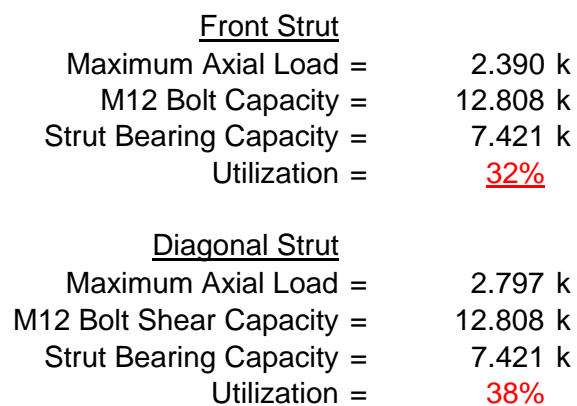 Front Strut
Maximum Axial Load = 2.390 k
M12 Bolt Capacity = 12.808 k
Strut Bearing Capacity = 7.421 k
Utilization = 32%
Diagonal Strut
Maximum Axial Load = 2.797 k
M12 Bolt Shear Capacity = 12.808 k
Strut Bearing Capacity = 7.421 k
Utilization = 38%